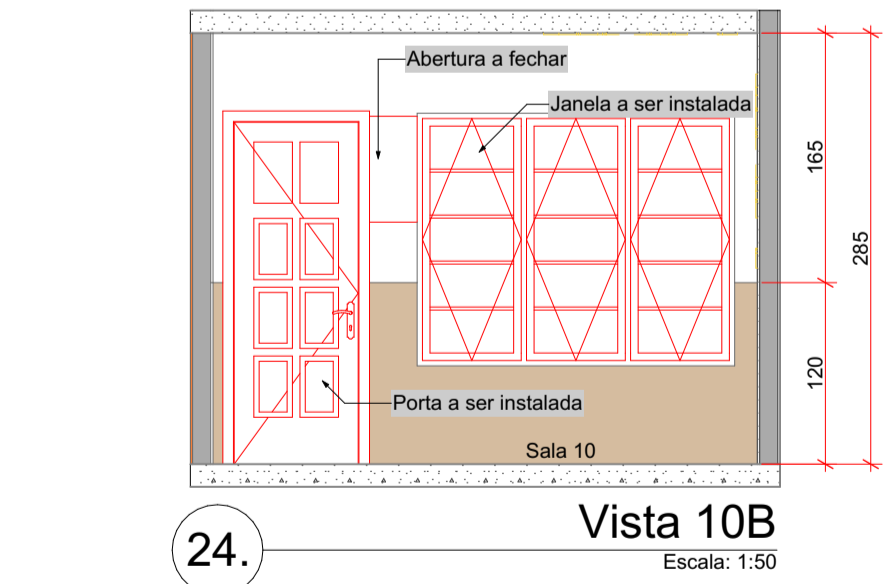 Abertura a fechar
Janela a ser instalada
165
285
120
Porta a ser instalada
Sala 10
Vista 10B
24.
Escala: 1:50